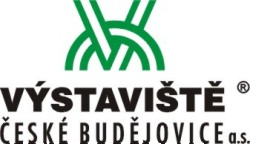 VÝSTAVIŠTĚ ®
ČESKÉ BUDĚJOVICE a.s.